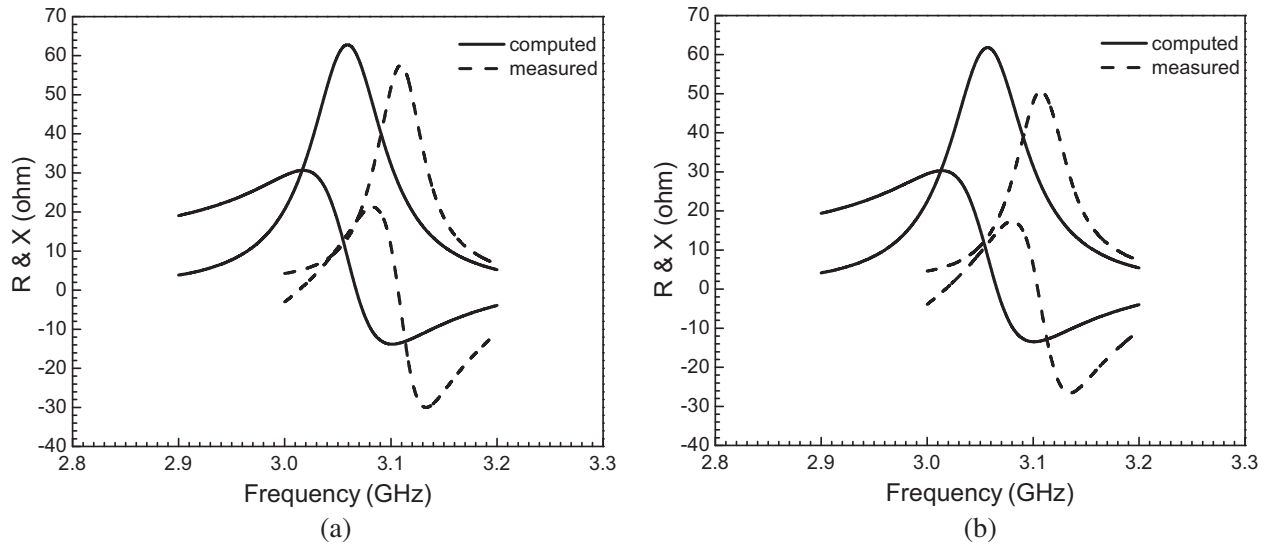 70
60
50
40
30
20
10
0
-10
-20
-30
-40
2.8 2.9 3.0 3.1 3.2 3.3
R & X (ohm)
Frequency (GHz)
computed
measured
(a)
70
60
50
40
30
20
10
0
-10
-20
-30
-40
2.8 2.9 3.0 3.1 3.2 3.3
R & X (ohm)
Frequency (GHz)
computed
measured
(b)